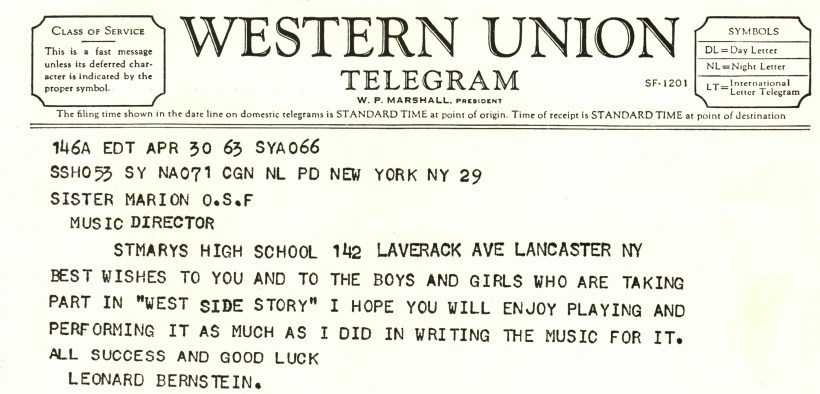 CLASS OF SERVICE
This is a fast message
unless its deferred char-
acter is indicated by the
proper symbol.
WESTERN UNION
TELEGRAM
W. P. MARSHALL, PRESIDENT
SF-1201
SYMBOLS
DL=Day Letter
NL=Night Letter
LT=International Letter Telegram
The filing time shown in the date line on domestic telegrams is STANDARD TIME at point of origin. Time of receipt is STANDARD TIME at point of destination
146A EDT APR 30 63 SYA066
SSH053 SY NA071 CGN NL PD NEW YORK NY 29
SISTER MARION O.S.F
MUSIC DIRECTOR
STMARYS HIGH SCHOOL 142 LAVERACK AVE LANCASTER NY
BEST WISHES TO YOU AND TO THE BOYS AND GIRLS WHO ARE TAKING
PART IN "WEST SIDE STORY" I HOPE YOU WILL ENJOY PLAYING AND
PERFORMING IT AS MUCH AS I DID IN WRITING THE MUSIC FOR IT.
ALL SUCCESS AND GOOD LUCK
LEONARD BERNSTEIN.